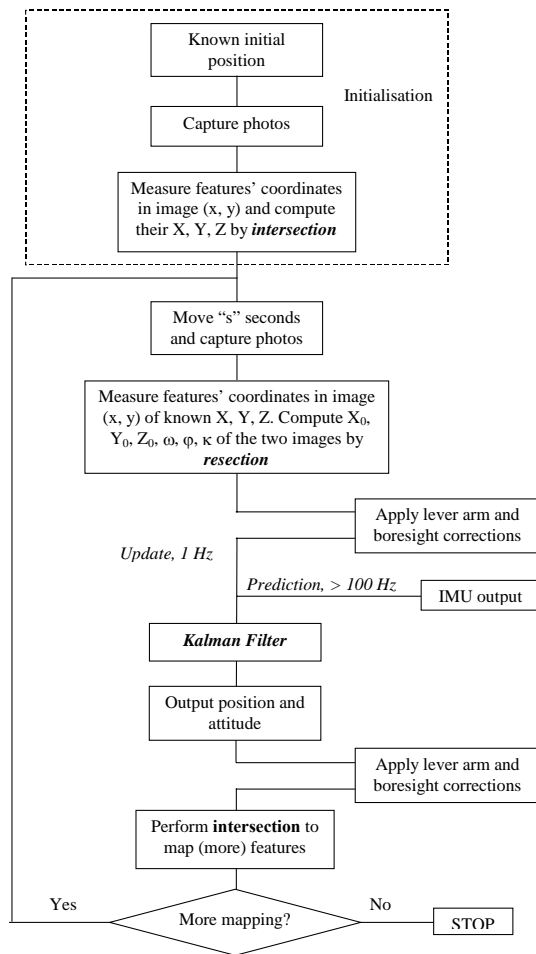 Known initial
position
Initialisation
Capture photos
Measure features’ coordinates
in image (x, y) and compute
their X, Y, Z by intersection
Move “s” seconds
and capture photos
Measure features’ coordinates in image
(x, y) of known X, Y, Z. Compute X₀,
Y₀, Z₀, ω, φ, κ of the two images by
resection
Apply lever arm and
boresight corrections
Update, 1 Hz
Prediction, > 100 Hz
IMU output
Kalman Filter
Output position and
attitude
Apply lever arm and
boresight corrections
Perform intersection to
map (more) features
Yes
More mapping?
No
STOP